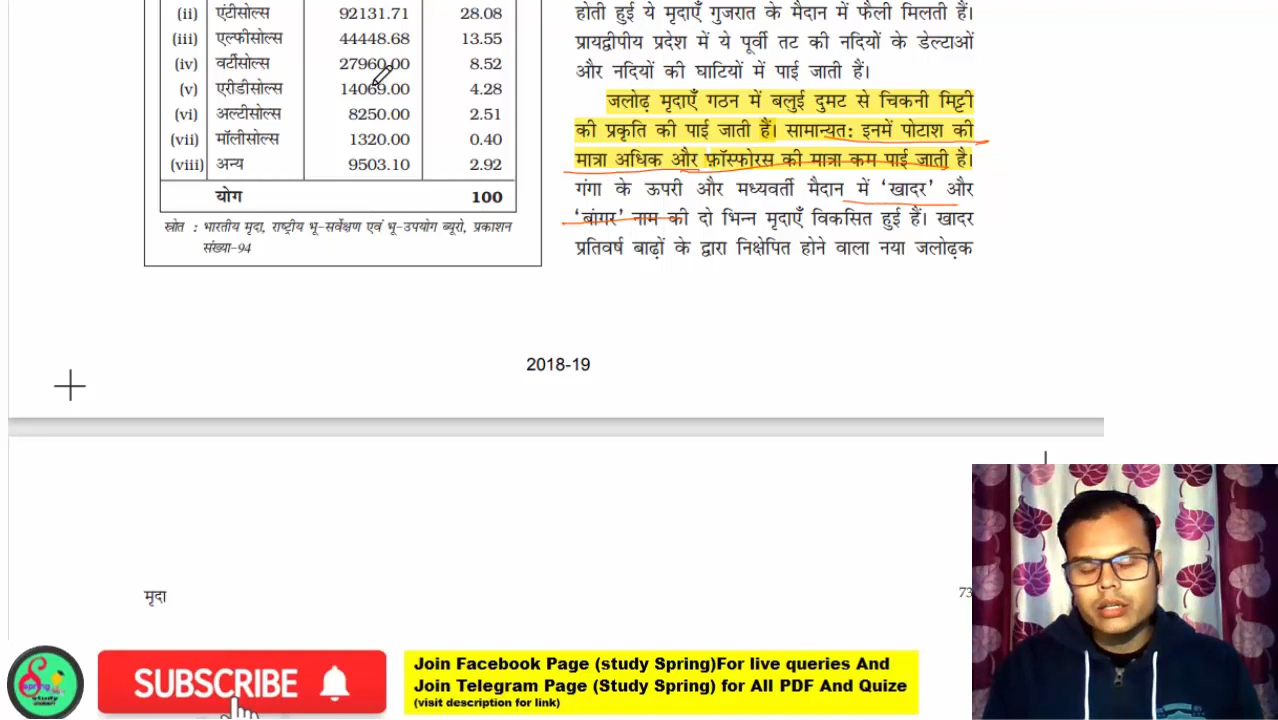 (ii) एंटीसोल्स 92131.71 28.08
(iii) एल्फीसोल्स 44448.68 13.55
(iv) वर्टीसोल्स 27960.00 8.52
(v) एरीडीसोल्स 14069.00 4.28
(vi) अल्टीसोल्स 8250.00 2.51
(vii) मॉलीसोल्स 1320.00 0.40
(viii) अन्य 9503.10 2.92
योग 100
स्रोत : भारतीय मृदा, राष्ट्रीय भू-सर्वेक्षण एवं भू-उपयोग ब्यूरो, प्रकाशन
संख्या-94
होती हुई ये मृदाएँ गुजरात के मैदान में फैली मिलती हैं।
प्रायद्वीपीय प्रदेश में ये पूर्वी तट की नदियों के डेल्टाओं
और नदियों की घाटियों में पाई जाती हैं।
जलोढ़ मृदाएँ गठन में बलुई दुमट से चिकनी मिट्टी
की प्रकृति की पाई जाती हैं। सामान्यतः इनमें पोटाश की
मात्रा अधिक और फ़ॉस्फोरस की मात्रा कम पाई जाती है।
गंगा के ऊपरी और मध्यवर्ती मैदान में ‘खादर’ और
‘बांगर’ नाम की दो भिन्न मृदाएँ विकसित हुई हैं। खादर
प्रतिवर्ष बाढ़ों के द्वारा निक्षेपित होने वाला नया जलोढ़क
2018-19
मृदा
73
SUBSCRIBE
Join Facebook Page (study Spring)For live queries And
Join Telegram Page (Study Spring) for All PDF And Quize
(visit description for link)